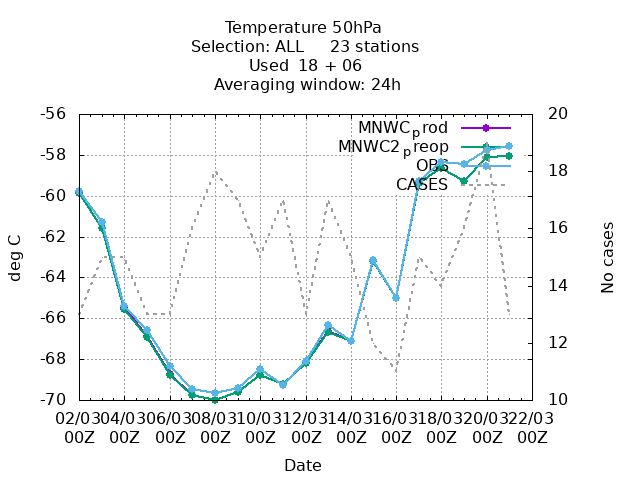 Temperature 50hPa
Selection: ALL 23 stations
Used 18 + 06
Averaging window: 24h
-56 20
MNWC_prod
MNWC2_preop
-58 18
OBS
CASES
-60
-62 16
-64 14
-66
-68 12
-70 10
deg C
No cases
02/03 04/03 06/03 08/03 10/03 12/03 14/03 16/03 18/03 20/03 22/03
00Z 00Z 00Z 00Z 00Z 00Z 00Z 00Z 00Z 00Z 00Z
Date